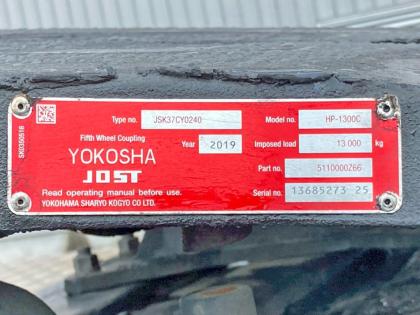 SK0350516
Type no. JSK37CY0240 Model no. HP-1300C
Fifth Wheel Coupling Year 2019 Imposed load 13 000 kg
YOKOSHA Part no. 5110000Z66
JOST Serial no. 13685273 25
Read operating manual before use.
YOKOHAMA SHARYO KOGYO CO LTD.